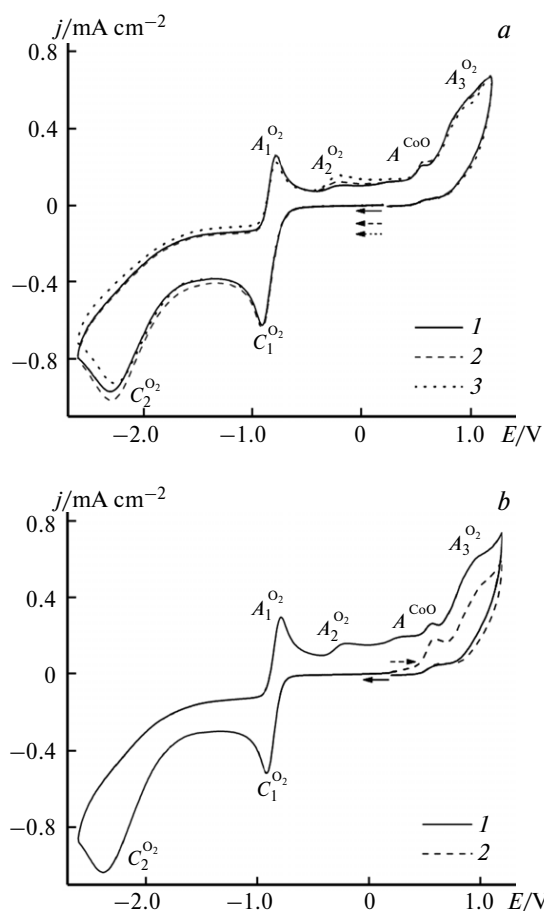 j/mA cm⁻² a
0.8
A₃^O₂
0.4
A₁^O₂ A₂^O₂ A^CoO
0
−0.4
C₁^O₂ 1
−0.8 2
C₂^O₂ 3
−2.0 −1.0 0 1.0 E/V
j/mA cm⁻² b
0.8
A₃^O₂
0.4
A₁^O₂ A₂^O₂ A^CoO
0
−0.4
C₁^O₂
−0.8 1
C₂^O₂ 2
−2.0 −1.0 0 1.0 E/V